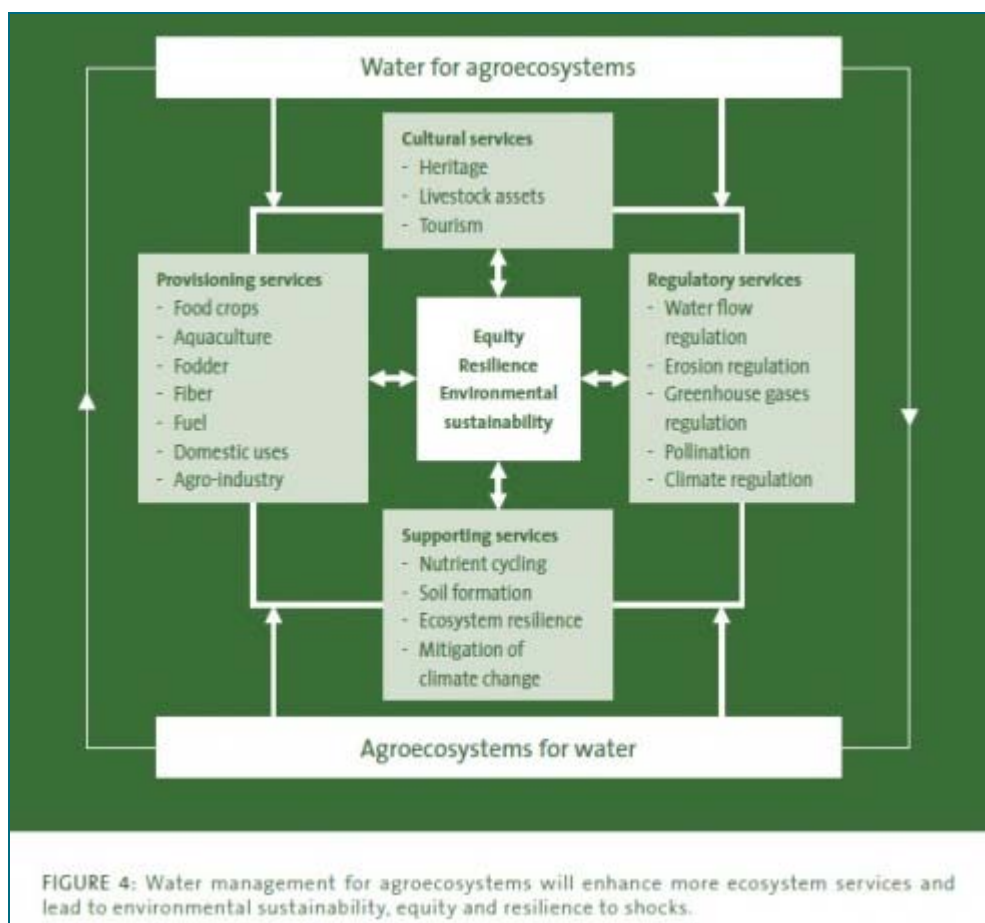 Water for agroecosystems
Cultural services
- Heritage
- Livestock assets
- Tourism
Provisioning services
- Food crops
- Aquaculture
- Fodder
- Fiber
- Fuel
- Domestic uses
- Agro-industry
Equity
Resilience
Environmental
sustainability
Regulatory services
- Water flow
regulation
- Erosion regulation
- Greenhouse gases
regulation
- Pollination
- Climate regulation
Supporting services
- Nutrient cycling
- Soil formation
- Ecosystem resilience
- Mitigation of
climate change
Agroecosystems for water
FIGURE 4: Water management for agroecosystems will enhance more ecosystem services and
lead to environmental sustainability, equity and resilience to shocks.